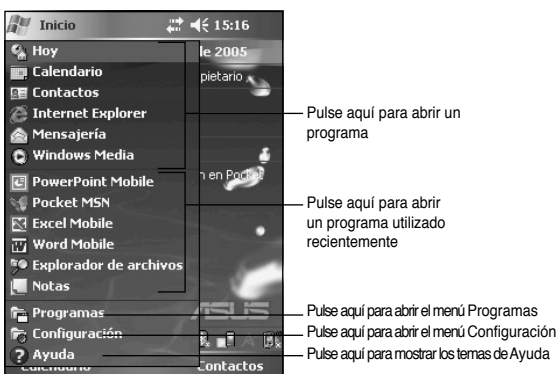 Inicio 15:16
Hoy
le 2005
Calendario
pietario
Contactos
Internet Explorer
Mensajería
Windows Media
n en Pocke
PowerPoint Mobile
Pocket MSN
Excel Mobile
Word Mobile
Explorador de archivos
Notas
Programas
ASUS
Configuración
Ayuda
Calendario Contactos
Pulse aquí para abrir un
programa
Pulse aquí para abrir
un programa utilizado
recientemente
Pulse aquí para abrir el menú Programas
Pulse aquí para abrir el menú Configuración
Pulse aquí para mostrar los temas de Ayuda